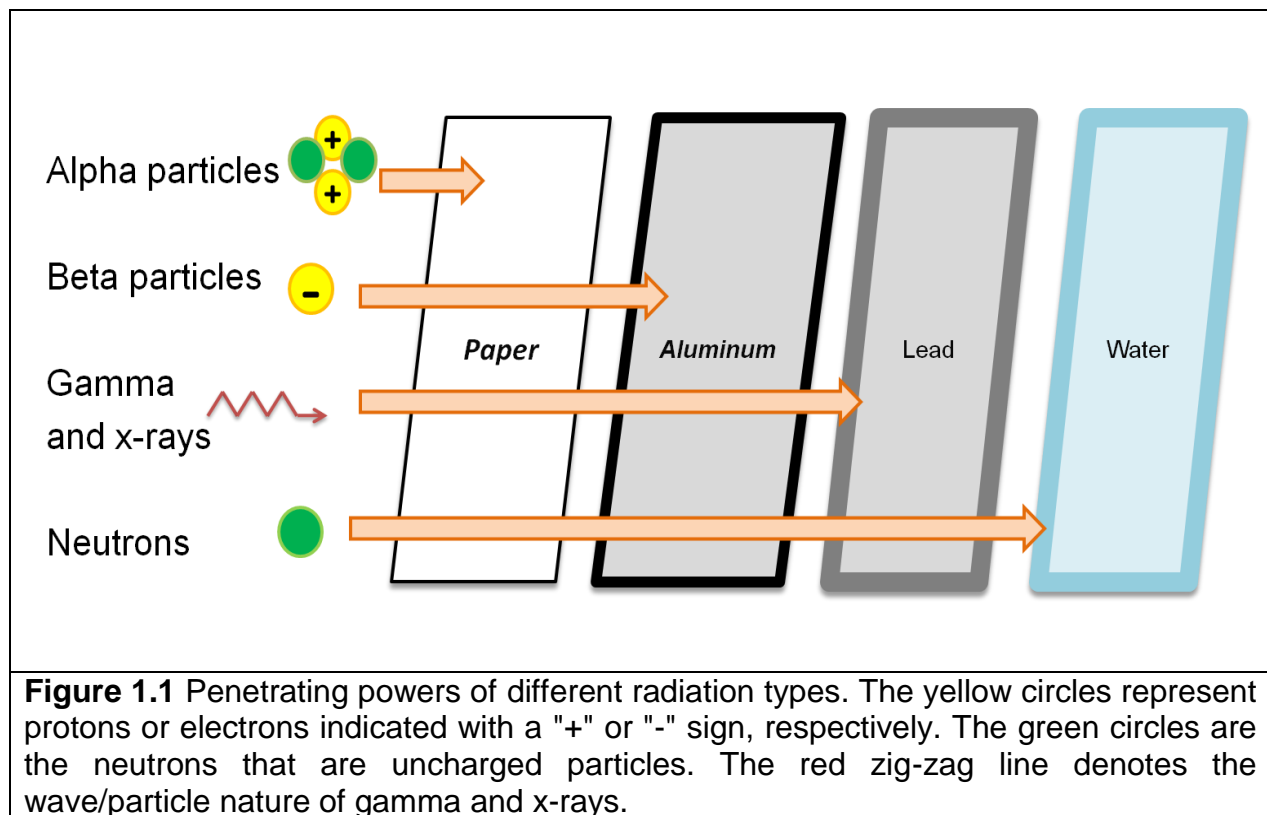 Alpha particles
+
+
Beta particles
-
Gamma
and x-rays
Neutrons
Paper
Aluminum
Lead
Water
Figure 1.1 Penetrating powers of different radiation types. The yellow circles represent
protons or electrons indicated with a "+" or "-" sign, respectively. The green circles are
the neutrons that are uncharged particles. The red zig-zag line denotes the
wave/particle nature of gamma and x-rays.